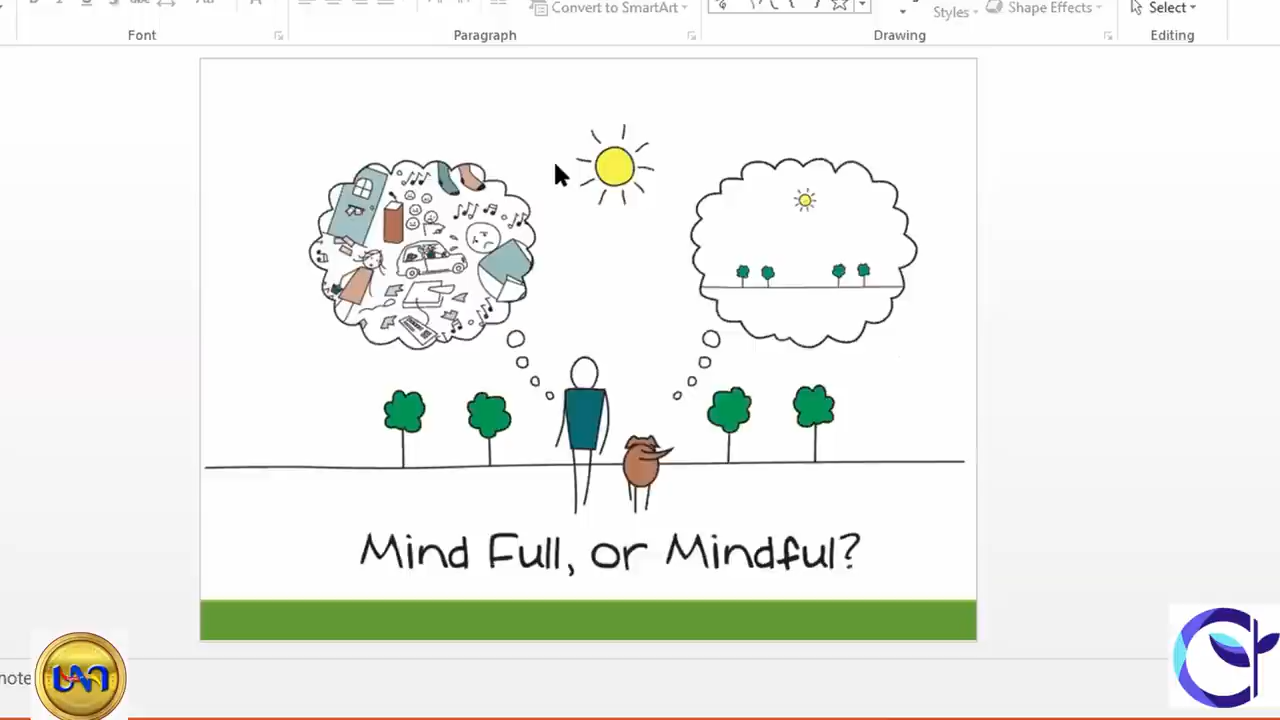 Convert to SmartArt
Styles
Shape Effects
Select
Font
Paragraph
Drawing
Editing
Mind Full, or Mindful?
note